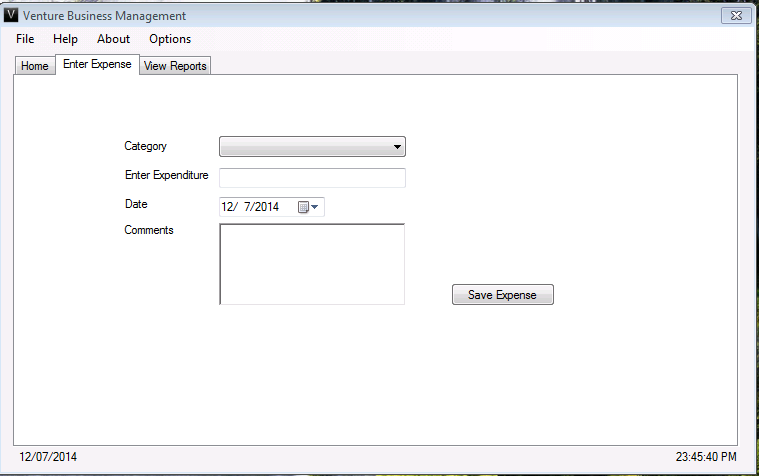 V Venture Business Management
File Help About Options
Home Enter Expense View Reports
Category
Enter Expenditure
Date 12/ 7/2014
Comments
Save Expense
12/07/2014 23:45:40 PM